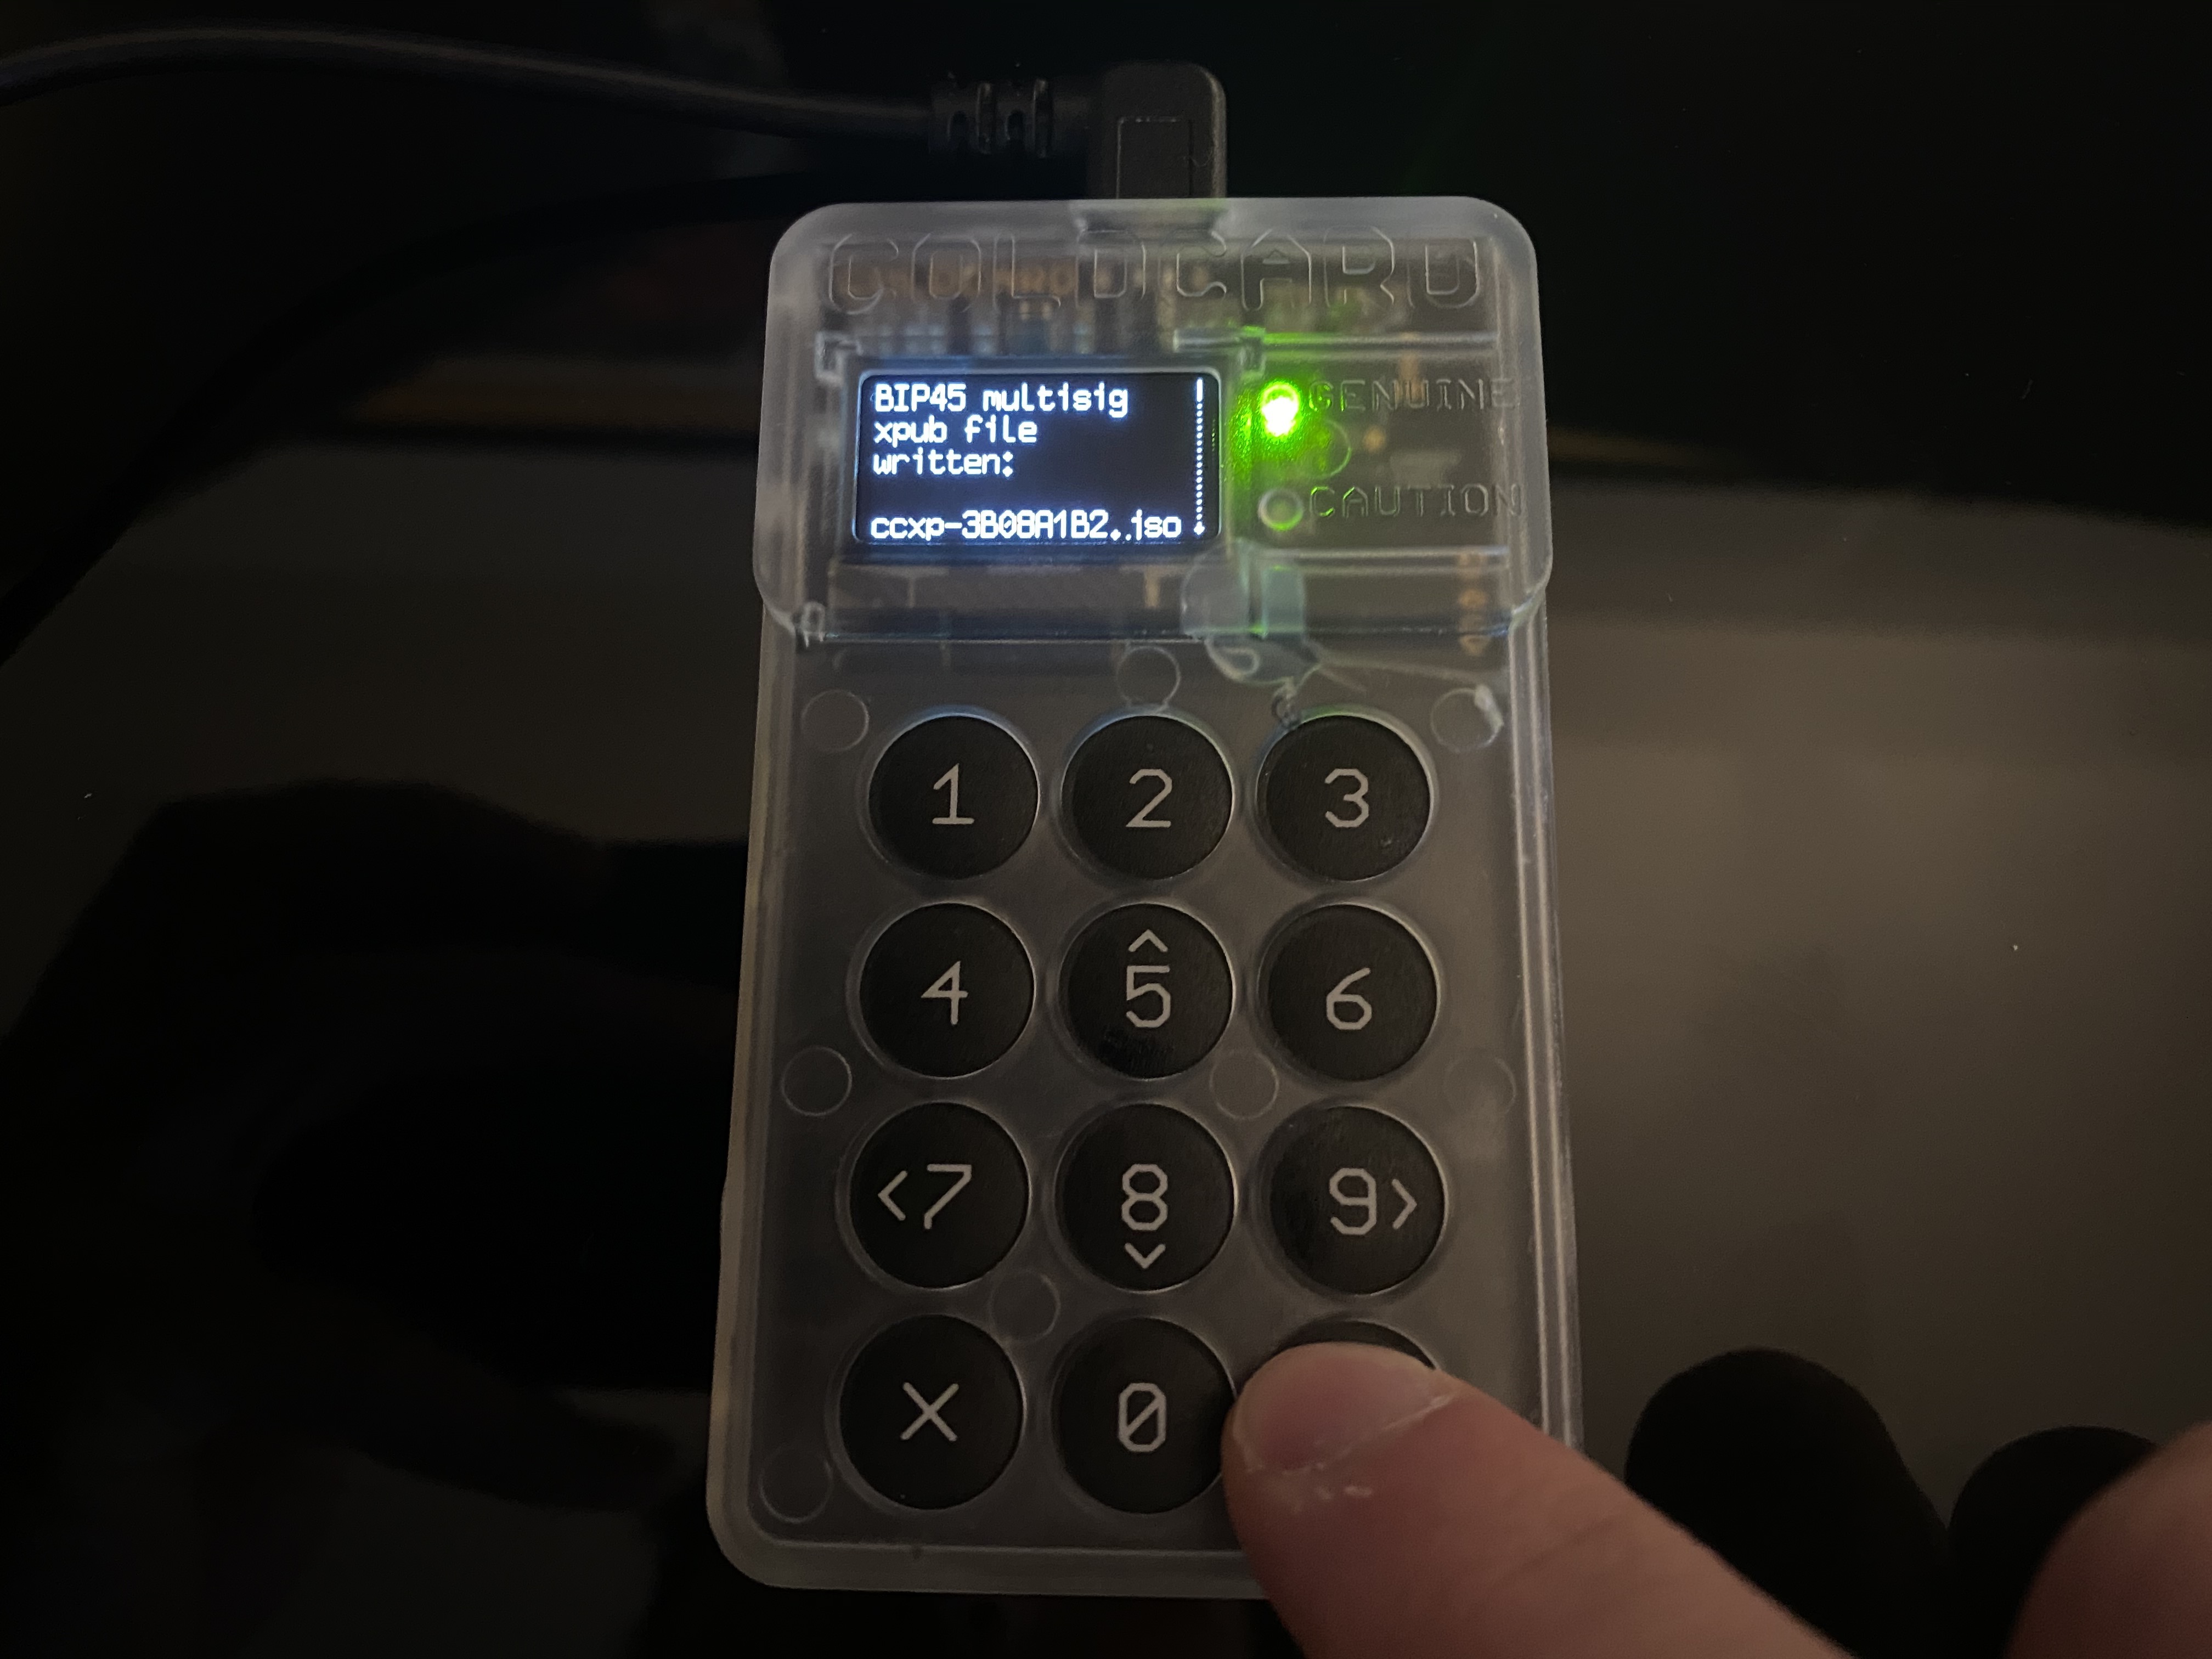 COLDCARD
BIP45 multisig
xpub file
written:
ccxp-3B08A1B2.jso
GENUINE
CAUTION
1 2 3
4 ^5 6
<7 8 9>
X 0